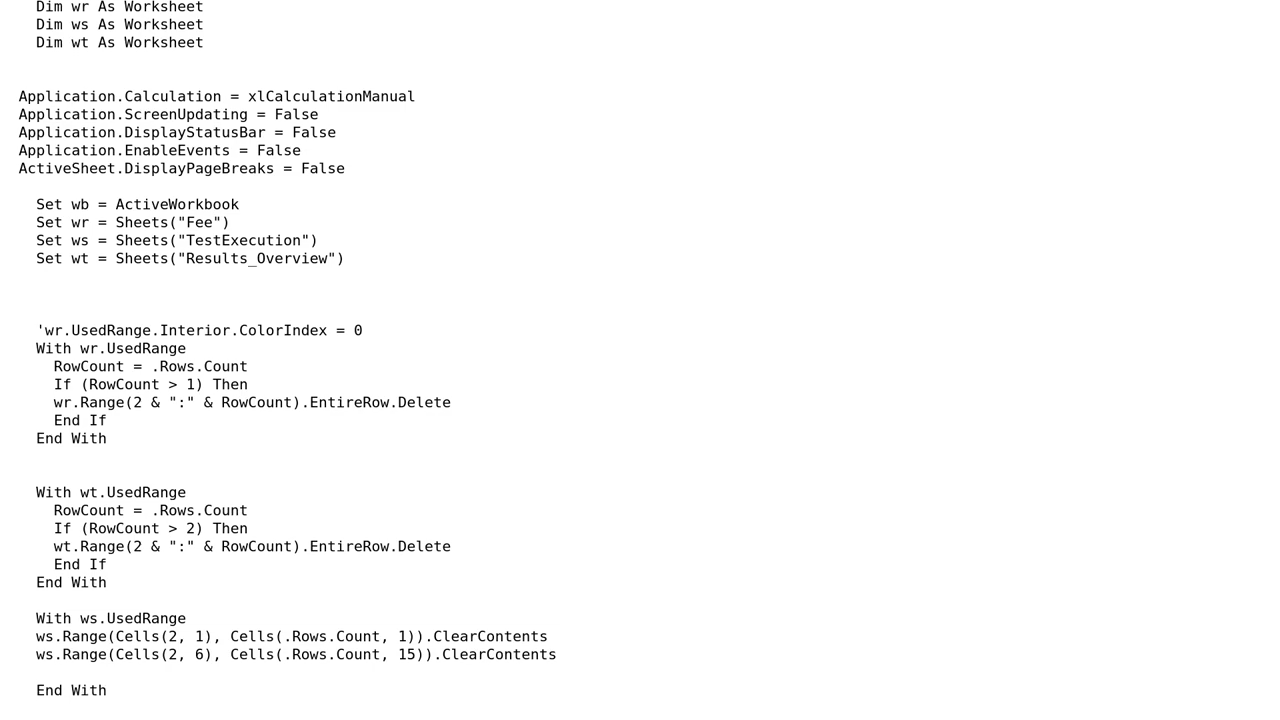 Dim wr As Worksheet
Dim ws As Worksheet
Dim wt As Worksheet
Application.Calculation = xlCalculationManual
Application.ScreenUpdating = False
Application.DisplayStatusBar = False
Application.EnableEvents = False
ActiveSheet.DisplayPageBreaks = False
Set wb = ActiveWorkbook
Set wr = Sheets("Fee")
Set ws = Sheets("TestExecution")
Set wt = Sheets("Results_Overview")
'wr.UsedRange.Interior.ColorIndex = 0
With wr.UsedRange
RowCount = .Rows.Count
If (RowCount > 1) Then
wr.Range(2 & ":" & RowCount).EntireRow.Delete
End If
End With
With wt.UsedRange
RowCount = .Rows.Count
If (RowCount > 2) Then
wt.Range(2 & ":" & RowCount).EntireRow.Delete
End If
End With
With ws.UsedRange
ws.Range(Cells(2, 1), Cells(.Rows.Count, 1)).ClearContents
ws.Range(Cells(2, 6), Cells(.Rows.Count, 15)).ClearContents
End With